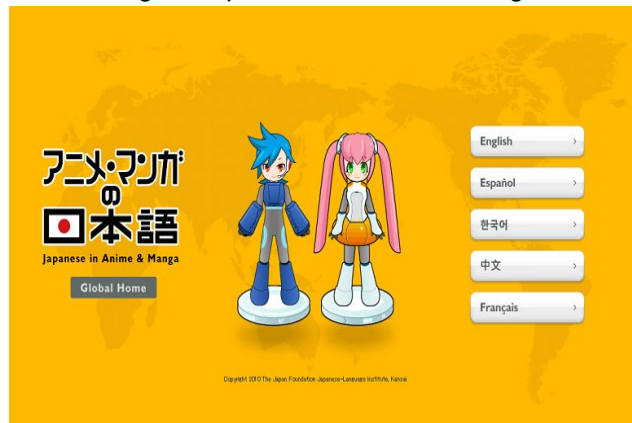 アニメ・マンガ
の
日本語
Japanese in Anime & Manga
Global Home
English
Español
한국어
中文
Français
Copyright 2010 The Japan Foundation Japanese-Language Institute, Kansai